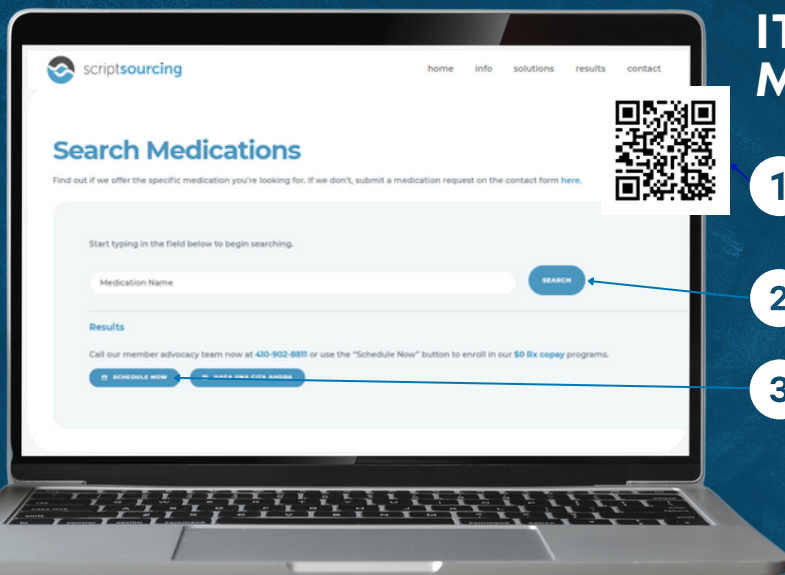 IT
M
scriptsourcing
home info solutions results contact
Search Medications
Find out if we offer the specific medication you're looking for. If we don't, submit a medication request on the contact form here.
1
Start typing in the field below to begin searching.
Medication Name
SEARCH
2
Results
Call our member advocacy team now at 410-902-8811 or use the "Schedule Now" button to enroll in our $0 Rx copay programs.
SCHEDULE NOW
HAGA UNA CITA AHORA
3